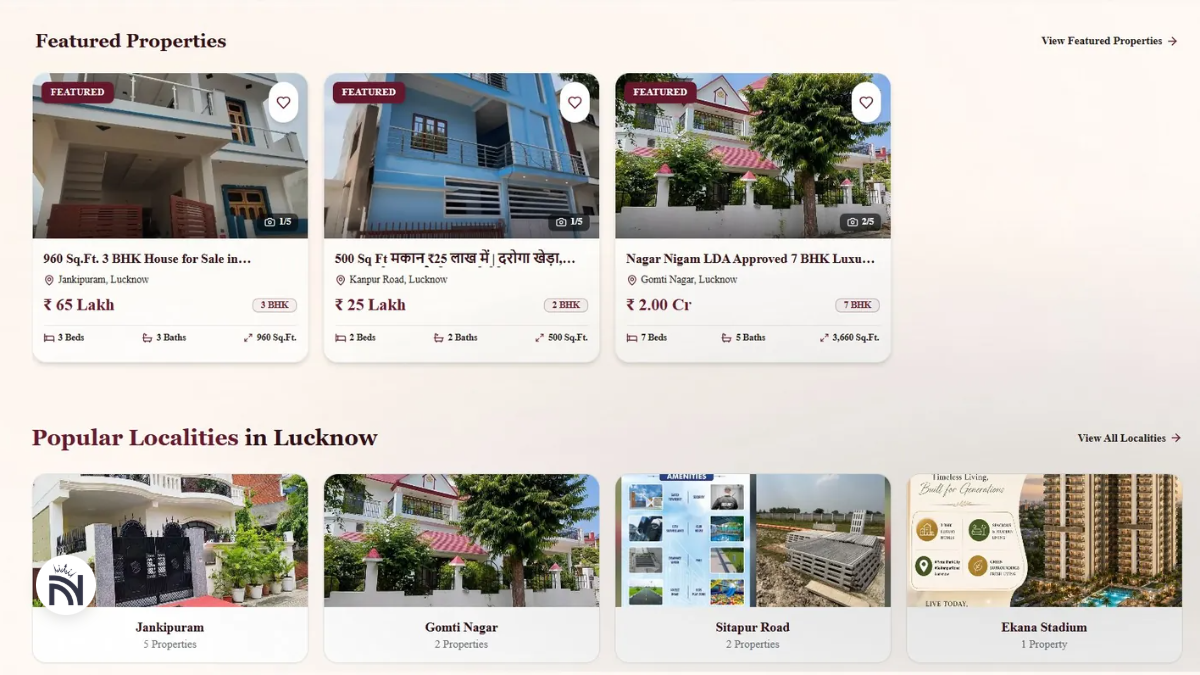 Featured Properties
View Featured Properties →
FEATURED
FEATURED
FEATURED
1/5
1/5
2/5
960 Sq.Ft. 3 BHK House for Sale in…
500 Sq Ft मकान ₹25 लाख में | दरोगा खेड़ा,…
Nagar Nigam LDA Approved 7 BHK Luxu…
Jankipuram, Lucknow
Kanpur Road, Lucknow
Gomti Nagar, Lucknow
₹ 65 Lakh
3 BHK
₹ 25 Lakh
2 BHK
₹ 2.00 Cr
7 BHK
3 Beds
3 Baths
960 Sq.Ft.
2 Beds
2 Baths
500 Sq.Ft.
7 Beds
5 Baths
3,660 Sq.Ft.
Popular Localities in Lucknow
View All Localities →
AMENITIES
Timeless Living,
Built for Generations
LIVE TODAY,
Jankipuram
5 Properties
Gomti Nagar
2 Properties
Sitapur Road
2 Properties
Ekana Stadium
1 Property